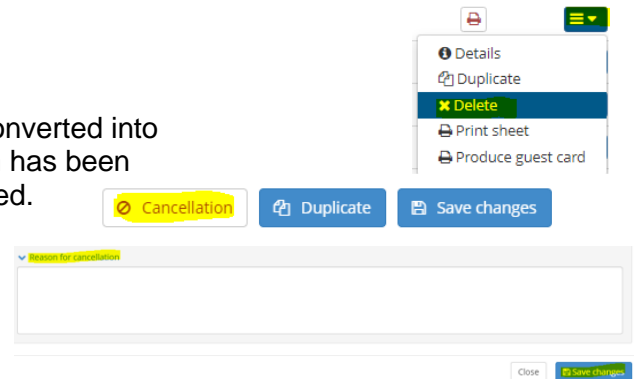 Details
Duplicate
Delete
Print sheet
Produce guest card
onverted into
has been
ed.
Cancellation
Duplicate
Save changes
Reason for cancellation
Close
Save changes